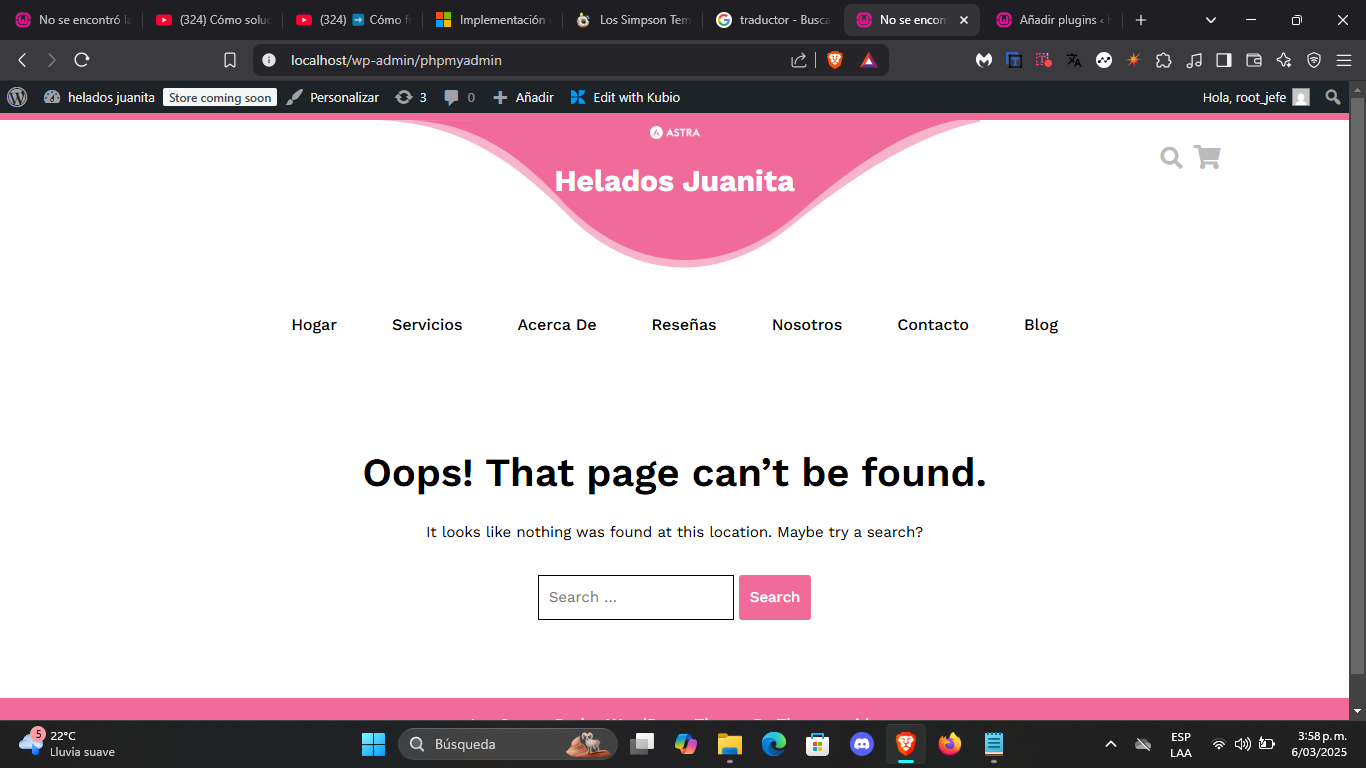 No se encontró la
(324) Cómo soluc
(324) ➡ Cómo f
Implementación
Los Simpson Tem
traductor - Busca
No se encon
Añadir plugins ‹ h
localhost/wp-admin/phpmyadmin
helados juanita
Store coming soon
Personalizar
3
0
Añadir
Edit with Kubio
Hola, root_jefe
ASTRA
Helados Juanita
Hogar
Servicios
Acerca De
Reseñas
Nosotros
Contacto
Blog
Oops! That page can’t be found.
It looks like nothing was found at this location. Maybe try a search?
Search ...
Search
5
22°C
Lluvia suave
Búsqueda
ESP
LAA
3:58 p. m.
6/03/2025